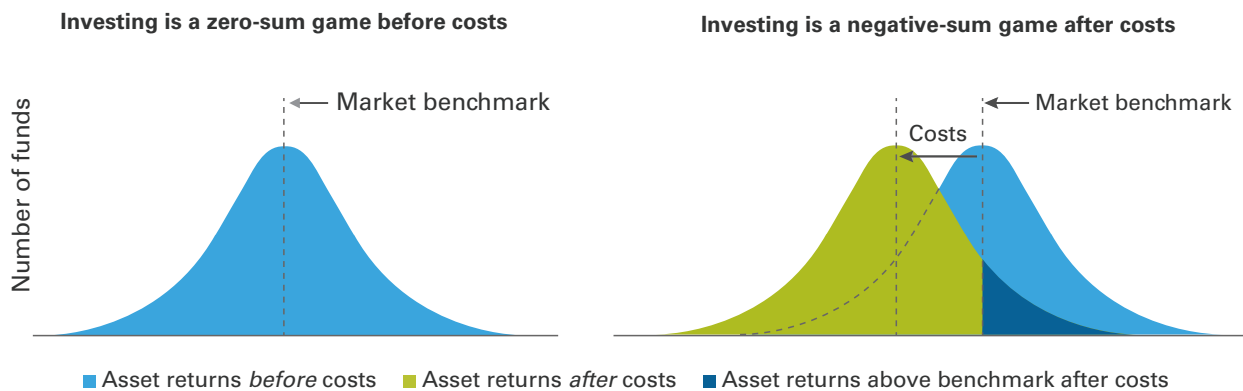 Investing is a zero-sum game before costs
Investing is a negative-sum game after costs
Number of funds
Market benchmark
Market benchmark
Costs
Asset returns before costs
Asset returns after costs
Asset returns above benchmark after costs